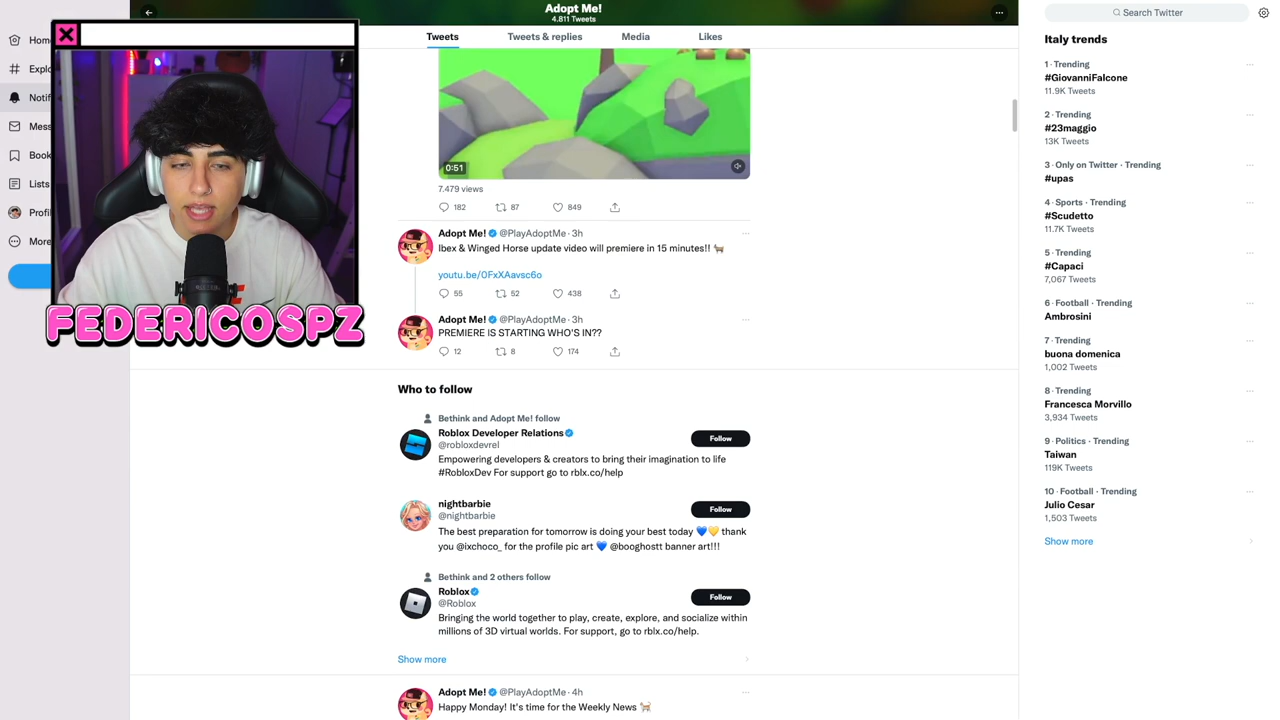 Adopt Me!
4.811 Tweets
Search Twitter
Tweets
Tweets & replies
Media
Likes
Hom
Explo
Notif
Mess
Book
Lists
Profi
More
FEDERICOSPZ
0:51
7.479 views
182
87
849
Adopt Me! @PlayAdoptMe · 3h
Ibex & Winged Horse update video will premiere in 15 minutes!! 🐐
youtu.be/0FxXAavsc6o
55
52
438
Adopt Me! @PlayAdoptMe · 3h
PREMIERE IS STARTING WHO'S IN??
12
8
174
Who to follow
Bethink and Adopt Me! follow
Roblox Developer Relations
@robloxdevrel
Follow
Empowering developers & creators to bring their imagination to life
#RobloxDev For support go to rblx.co/help
nightbarbie
@nightbarbie
Follow
The best preparation for tomorrow is doing your best today 💙💛 thank
you @ixchoco_ for the profile pic art 💙 @booghostt banner art!!!
Bethink and 2 others follow
Roblox
@Roblox
Follow
Bringing the world together to play, create, explore, and socialize within
millions of 3D virtual worlds. For support, go to rblx.co/help.
Show more
Adopt Me! @PlayAdoptMe · 4h
Happy Monday! It's time for the Weekly News 🐐
Italy trends
1 · Trending
#GiovanniFalcone
11.9K Tweets
2 · Trending
#23maggio
13K Tweets
3 · Only on Twitter · Trending
#upas
4 · Sports · Trending
#Scudetto
11.7K Tweets
5 · Trending
#Capaci
7,067 Tweets
6 · Football · Trending
Ambrosini
7 · Trending
buona domenica
1,002 Tweets
8 · Trending
Francesca Morvillo
3,934 Tweets
9 · Politics · Trending
Taiwan
119K Tweets
10 · Football · Trending
Julio Cesar
1,503 Tweets
Show more